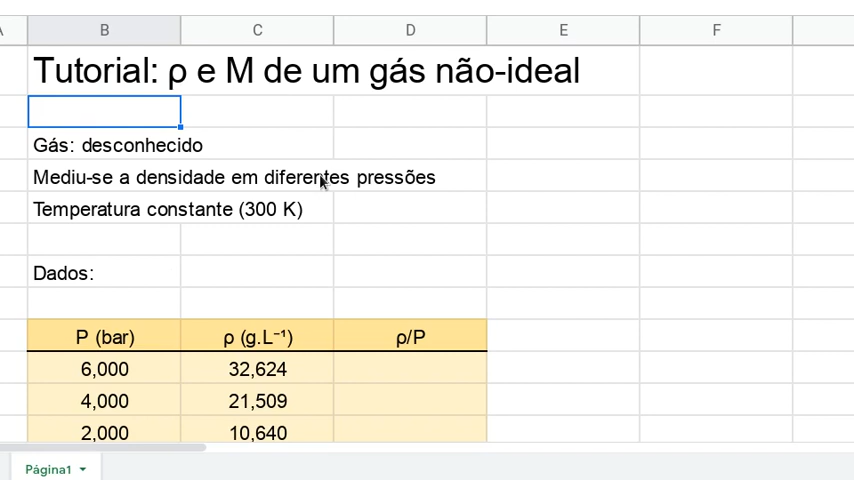 B C D E F
Tutorial: ρ e M de um gás não-ideal
Gás: desconhecido
Mediu-se a densidade em diferentes pressões
Temperatura constante (300 K)
Dados:
P (bar) ρ (g.L⁻¹) ρ/P
6,000 32,624
4,000 21,509
2,000 10,640
Página1